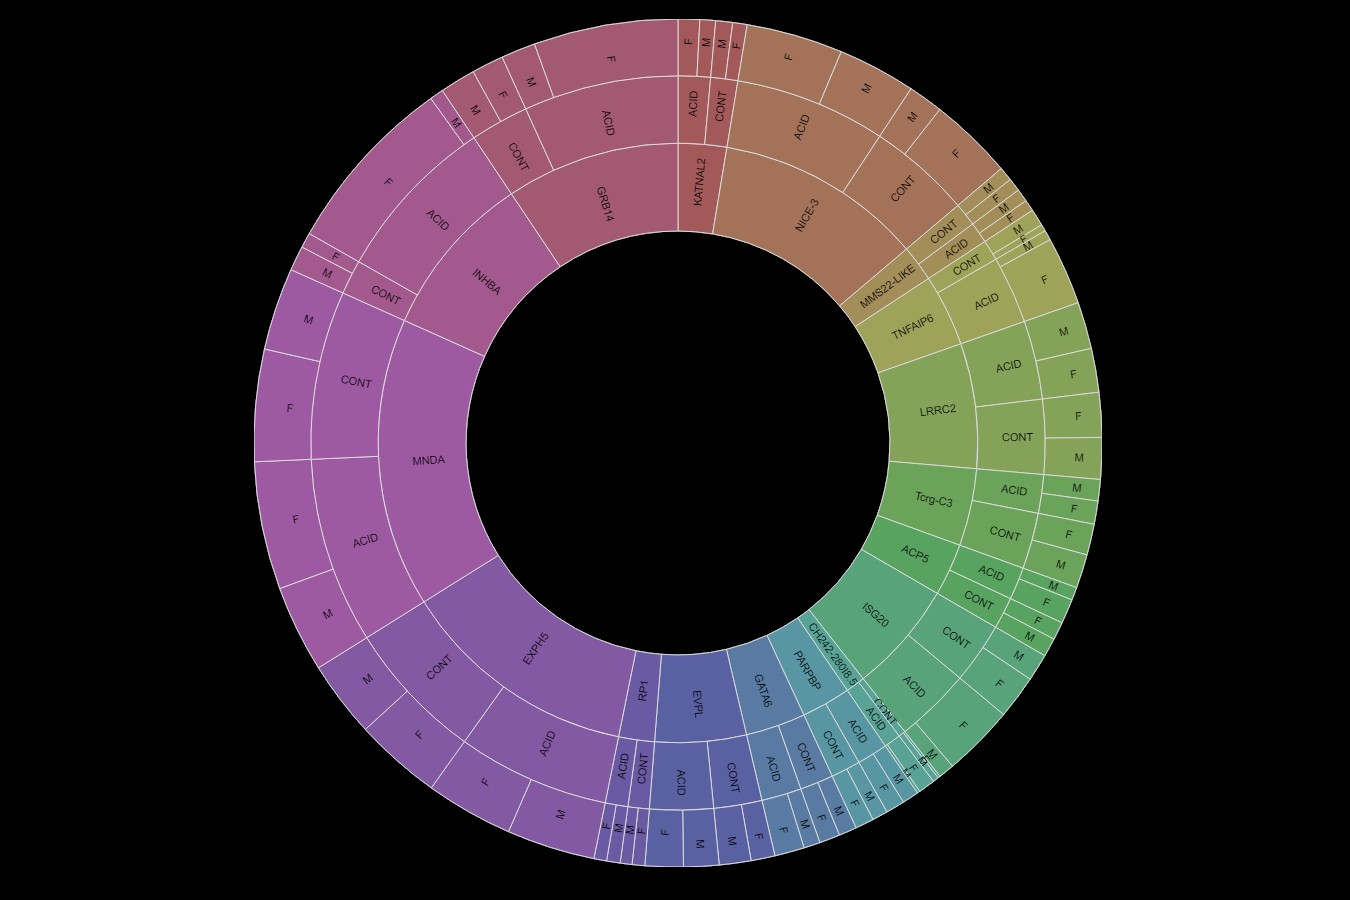 KATNAL2
ACID
F
M
CONT
M
F
NICE-3
ACID
F
M
CONT
M
F
MMS22-LIKE
CONT
M
F
ACID
M
F
TNFAIP6
CONT
M
F
ACID
M
F
LRRC2
ACID
M
F
CONT
F
M
Tcrg-C3
ACID
M
F
CONT
F
M
ACP5
ACID
M
F
CONT
F
M
ISG20
CONT
M
F
ACID
F
M
CH242-280I8.5
CONT
ACID
F
M
PARPBP
ACID
M
F
CONT
M
F
GATA6
CONT
M
F
ACID
M
F
EVPL
CONT
F
M
ACID
M
F
RP1
CONT
F
M
ACID
M
F
EXPH5
ACID
M
F
CONT
F
M
MNDA
ACID
M
F
CONT
F
M
INHBA
CONT
M
F
ACID
F
M
GRB14
CONT
M
F
ACID
M
F